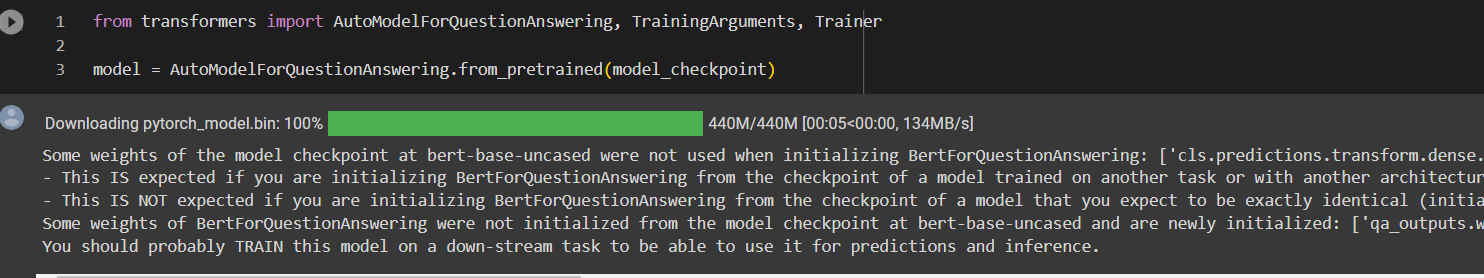 1 from transformers import AutoModelForQuestionAnswering, TrainingArguments, Trainer
2
3 model = AutoModelForQuestionAnswering.from_pretrained(model_checkpoint)
Downloading pytorch_model.bin: 100% 440M/440M [00:05<00:00, 134MB/s]
Some weights of the model checkpoint at bert-base-uncased were not used when initializing BertForQuestionAnswering: ['cls.predictions.transform.dense.
- This IS expected if you are initializing BertForQuestionAnswering from the checkpoint of a model trained on another task or with another architectur
- This IS NOT expected if you are initializing BertForQuestionAnswering from the checkpoint of a model that you expect to be exactly identical (initia
Some weights of BertForQuestionAnswering were not initialized from the model checkpoint at bert-base-uncased and are newly initialized: ['qa_outputs.w
You should probably TRAIN this model on a down-stream task to be able to use it for predictions and inference.